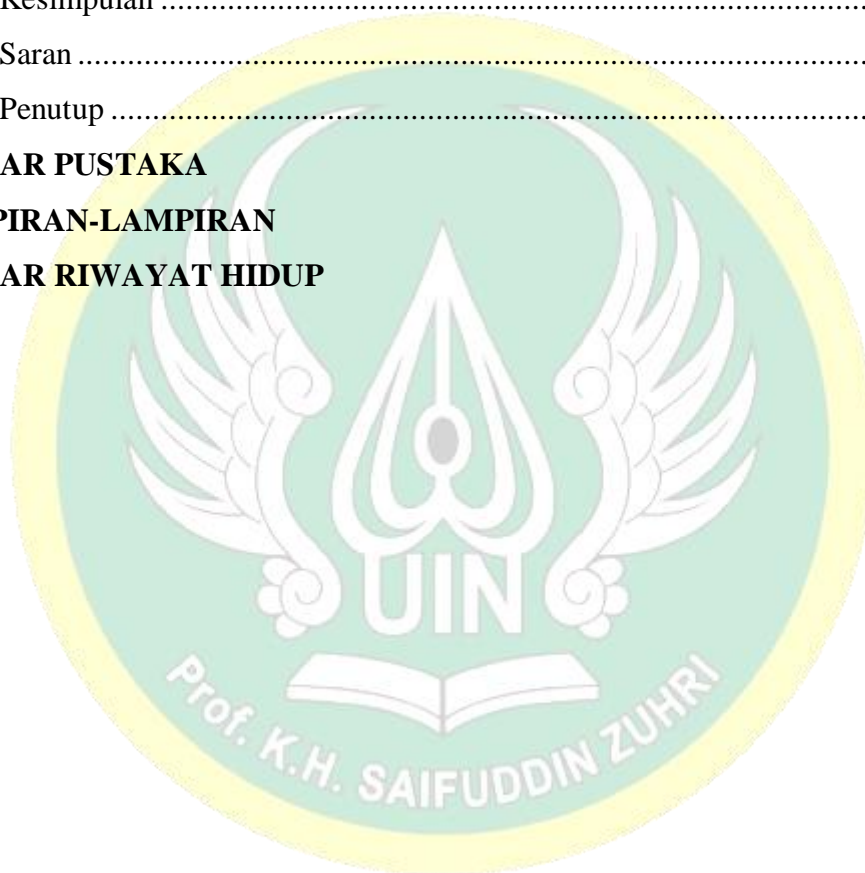 Kesimpulan ................................................................................
Saran .........................................................................................
Penutup .....................................................................................
AR PUSTAKA
PIRAN-LAMPIRAN
AR RIWAYAT HIDUP
UIN
Prof. K.H. SAIFUDDIN ZUHRI